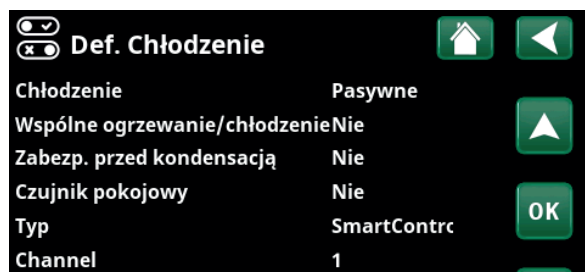 Def. Chłodzenie
Chłodzenie Pasywne
Wspólne ogrzewanie/chłodzenie Nie
Zabezp. przed kondensacją Nie
Czujnik pokojowy Nie
Typ SmartContro
OK
Channel 1